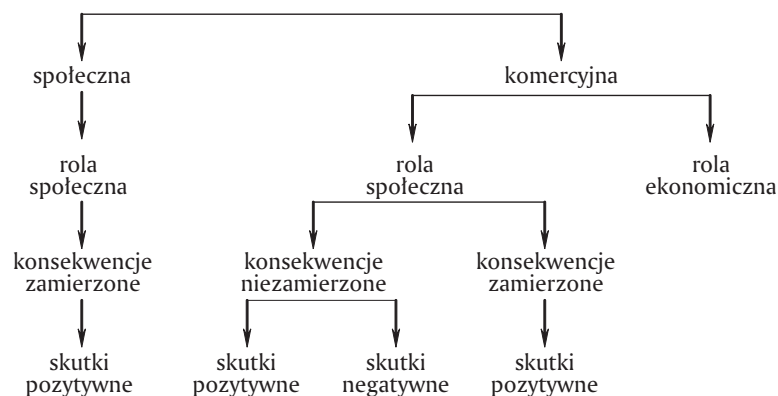 społeczna
komercyjna
rola
społeczna
rola
społeczna
rola
ekonomiczna
konsekwencje
zamierzone
konsekwencje
niezamierzone
konsekwencje
zamierzone
skutki
pozytywne
skutki
pozytywne
skutki
negatywne
skutki
pozytywne